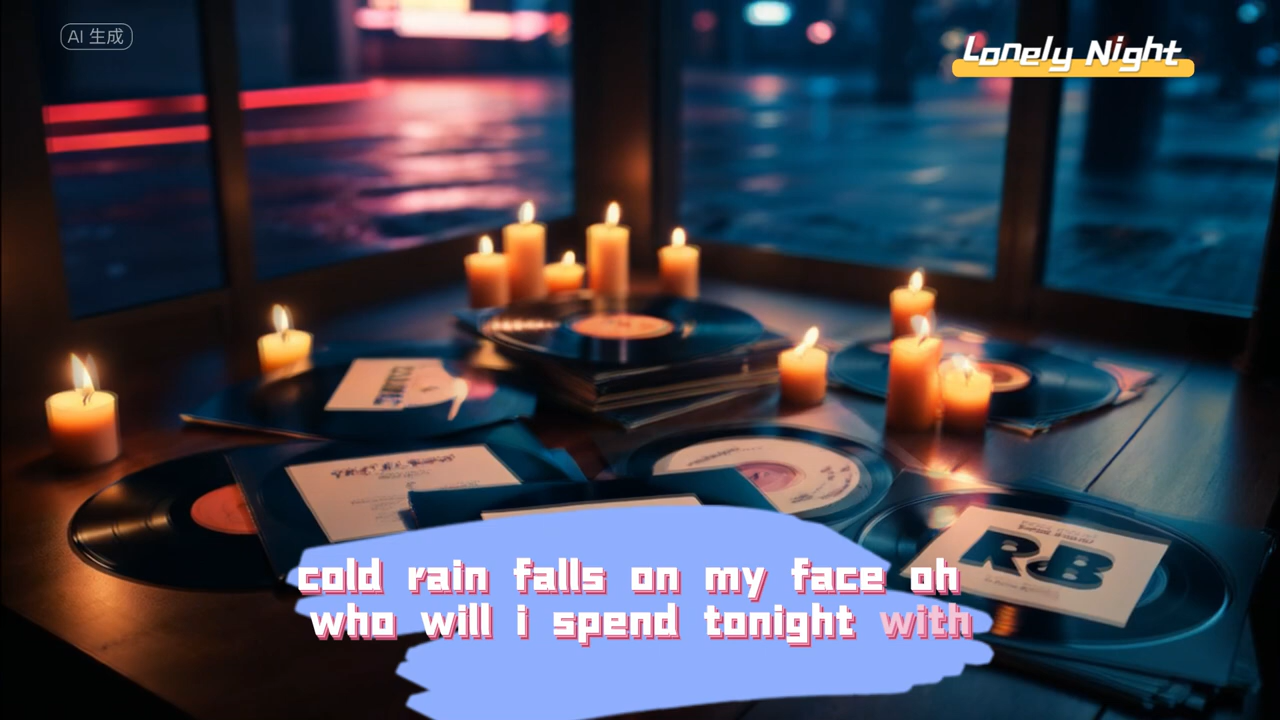 AI 生成
Lonely Night
cold rain falls on my face oh
who will i spend tonight with
RB